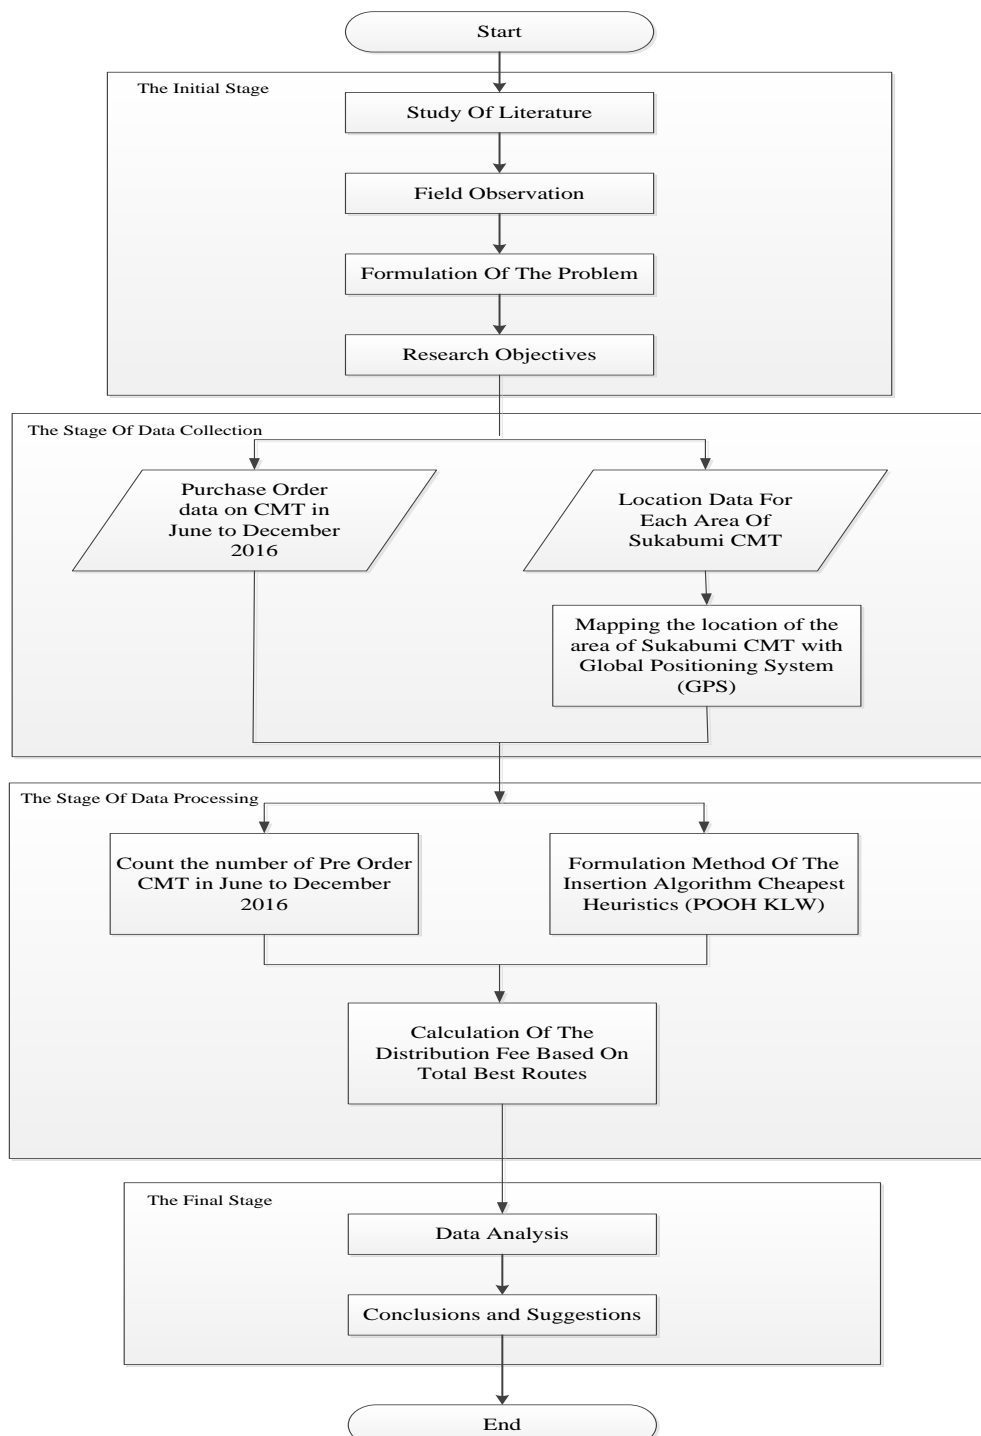 Start
The Initial Stage
Study Of Literature
Field Observation
Formulation Of The Problem
Research Objectives
The Stage Of Data Collection
Purchase Order
data on CMT in
June to December
2016
Location Data For
Each Area Of
Sukabumi CMT
Mapping the location of the
area of Sukabumi CMT with
Global Positioning System
(GPS)
The Stage Of Data Processing
Count the number of Pre Order
CMT in June to December
2016
Formulation Method Of The
Insertion Algorithm Cheapest
Heuristics (POOH KLW)
Calculation Of The
Distribution Fee Based On
Total Best Routes
The Final Stage
Data Analysis
Conclusions and Suggestions
End